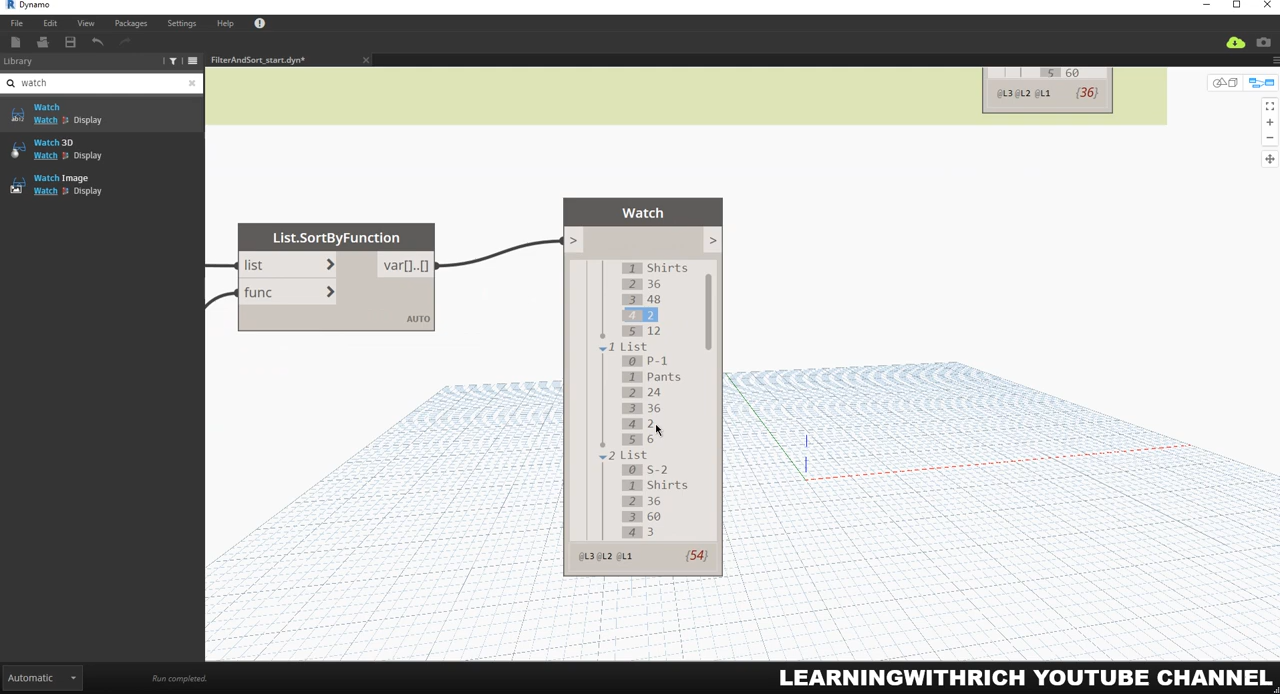 Dynamo
File Edit View Packages Settings Help
Library
FilterAndSort_start.dyn*
watch
Watch
Watch Display
Watch 3D
Watch Display
Watch Image
Watch Display
5 60
@L3 @L2 @L1 {36}
List.SortByFunction
list > var[]..[]
func >
AUTO
Watch
> >
1 Shirts
2 36
3 48
4 2
5 12
1 List
0 P-1
1 Pants
2 24
3 36
4 2
5 6
2 List
0 S-2
1 Shirts
2 36
3 60
4 3
@L3 @L2 @L1 {54}
Automatic
Run completed.
LEARNINGWITHRICH YOUTUBE CHANNEL